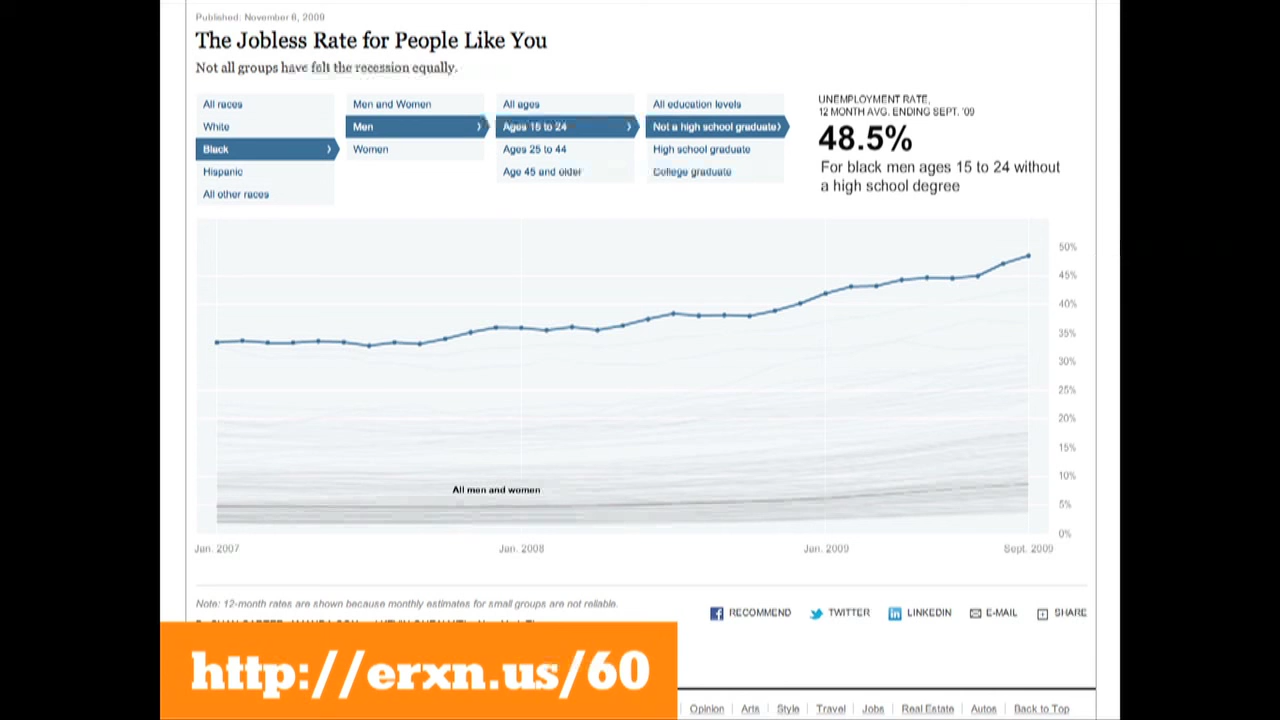 Published: November 6, 2009
The Jobless Rate for People Like You
Not all groups have felt the recession equally.
All races
White
Black
Hispanic
All other races
Men and Women
Men
Women
All ages
Ages 15 to 24
Ages 25 to 44
Age 45 and older
All education levels
Not a high school graduate
High school graduate
College graduate
UNEMPLOYMENT RATE,
12 MONTH AVG. ENDING SEPT. '09
48.5%
For black men ages 15 to 24 without
a high school degree
50%
45%
40%
35%
30%
25%
20%
15%
10%
5%
0%
All men and women
Jan. 2007
Jan. 2008
Jan. 2009
Sept. 2009
Note: 12-month rates are shown because monthly estimates for small groups are not reliable.
RECOMMEND
TWITTER
LINKEDIN
E-MAIL
SHARE
http://erxn.us/60
Opinion
Arts
Style
Travel
Jobs
Real Estate
Autos
Back to Top